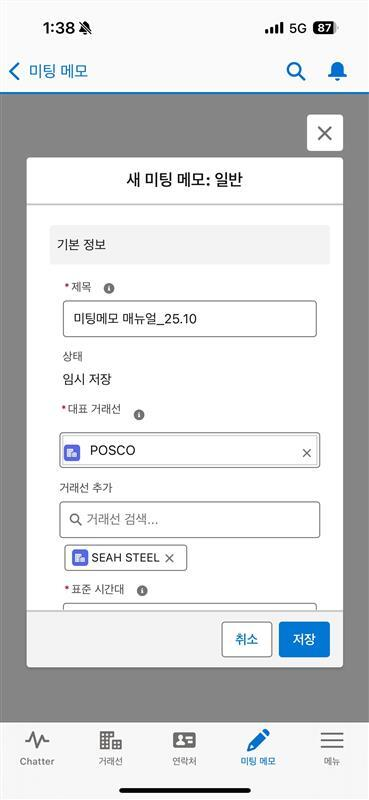 1:38
5G 87
미팅 메모
새 미팅 메모: 일반
기본 정보
*제목
미팅메모 매뉴얼_25.10
상태
임시 저장
*대표 거래선
POSCO
거래선 추가
거래선 검색...
SEAH STEEL
*표준 시간대
취소 저장
Chatter 거래선 연락처 미팅 메모 메뉴